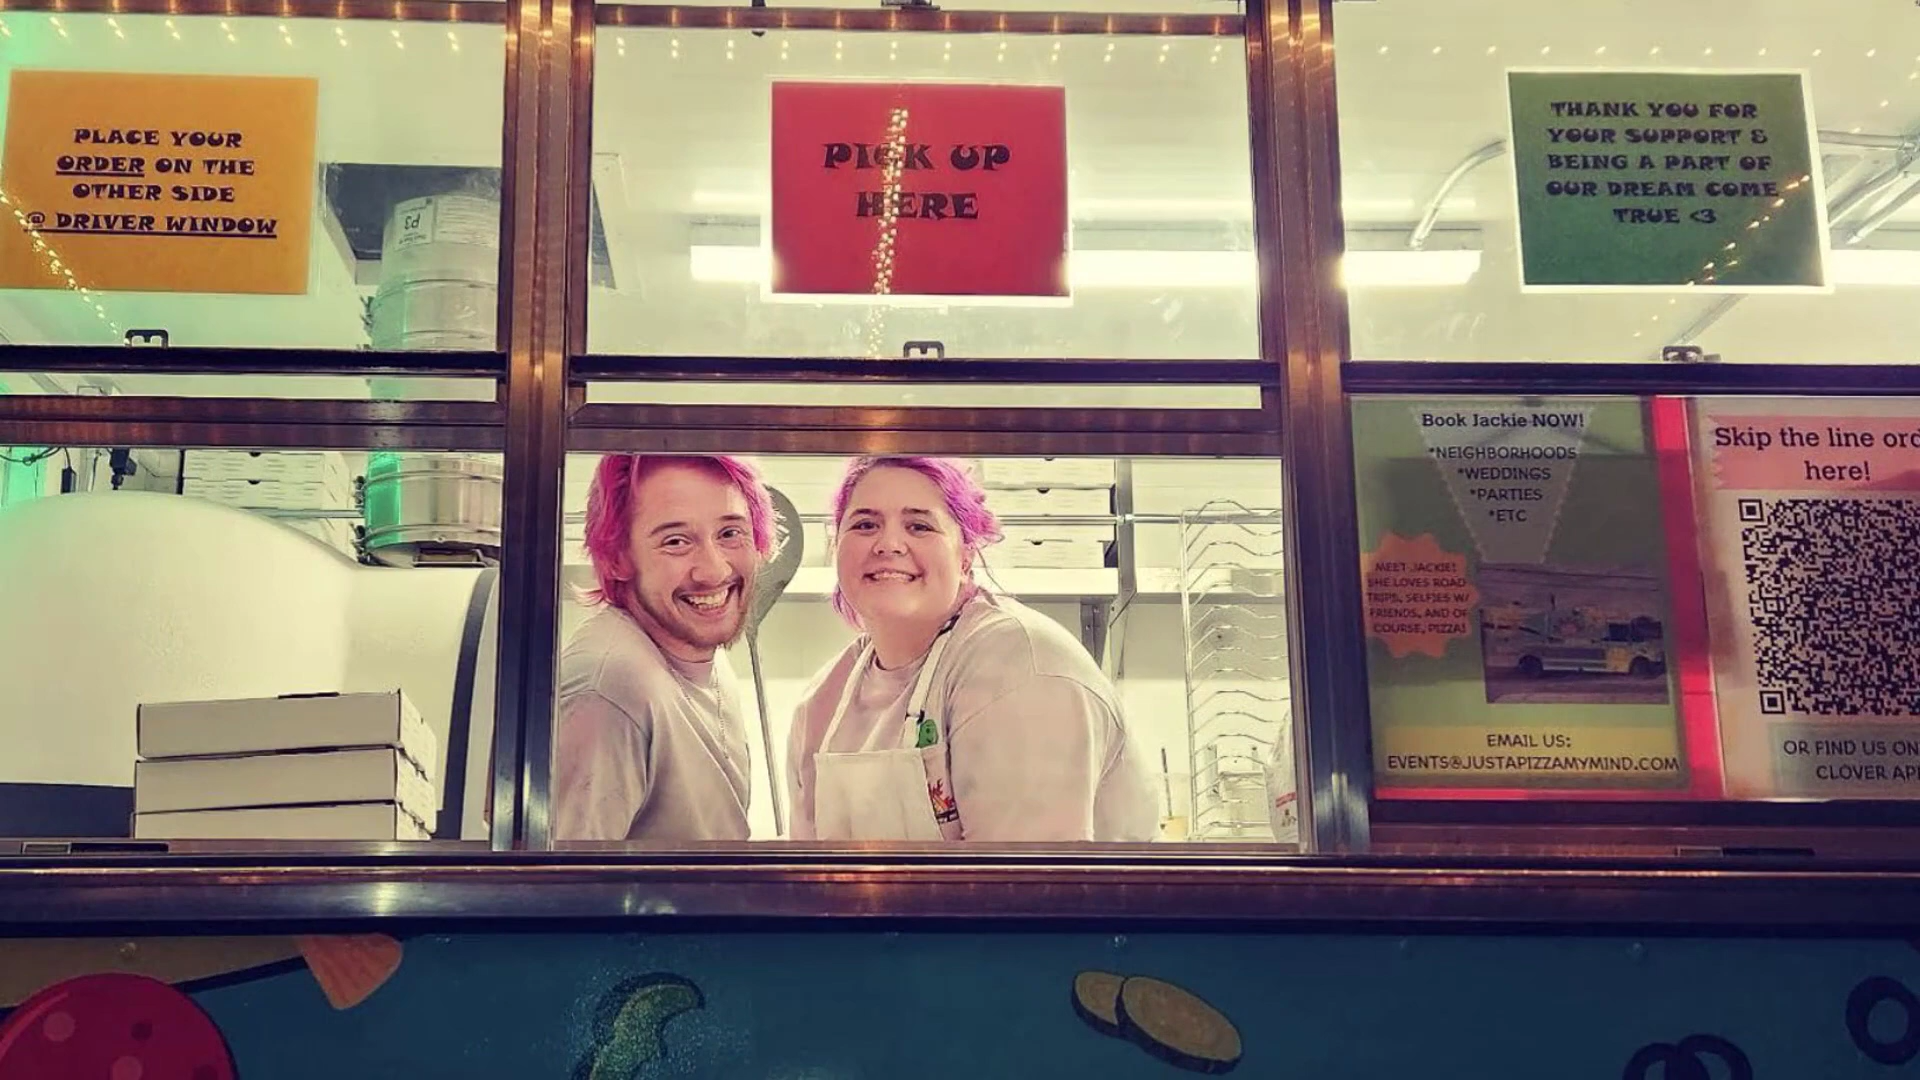 PLACE YOUR
ORDER ON THE
OTHER SIDE
@ DRIVER WINDOW
PICK UP
HERE
THANK YOU FOR
YOUR SUPPORT &
BEING A PART OF
OUR DREAM COME
TRUE <3
Book Jackie NOW!
*NEIGHBORHOODS
*WEDDINGS
*PARTIES
*ETC
MEET JACKIE!
SHE LOVES ROAD
TRIPS, SELFIES W/
FRIENDS, AND OF
COURSE, PIZZA!
EMAIL US:
EVENTS@JUSTAPIZZAMYMIND.COM
Skip the line ord
here!
OR FIND US ON
CLOVER APP